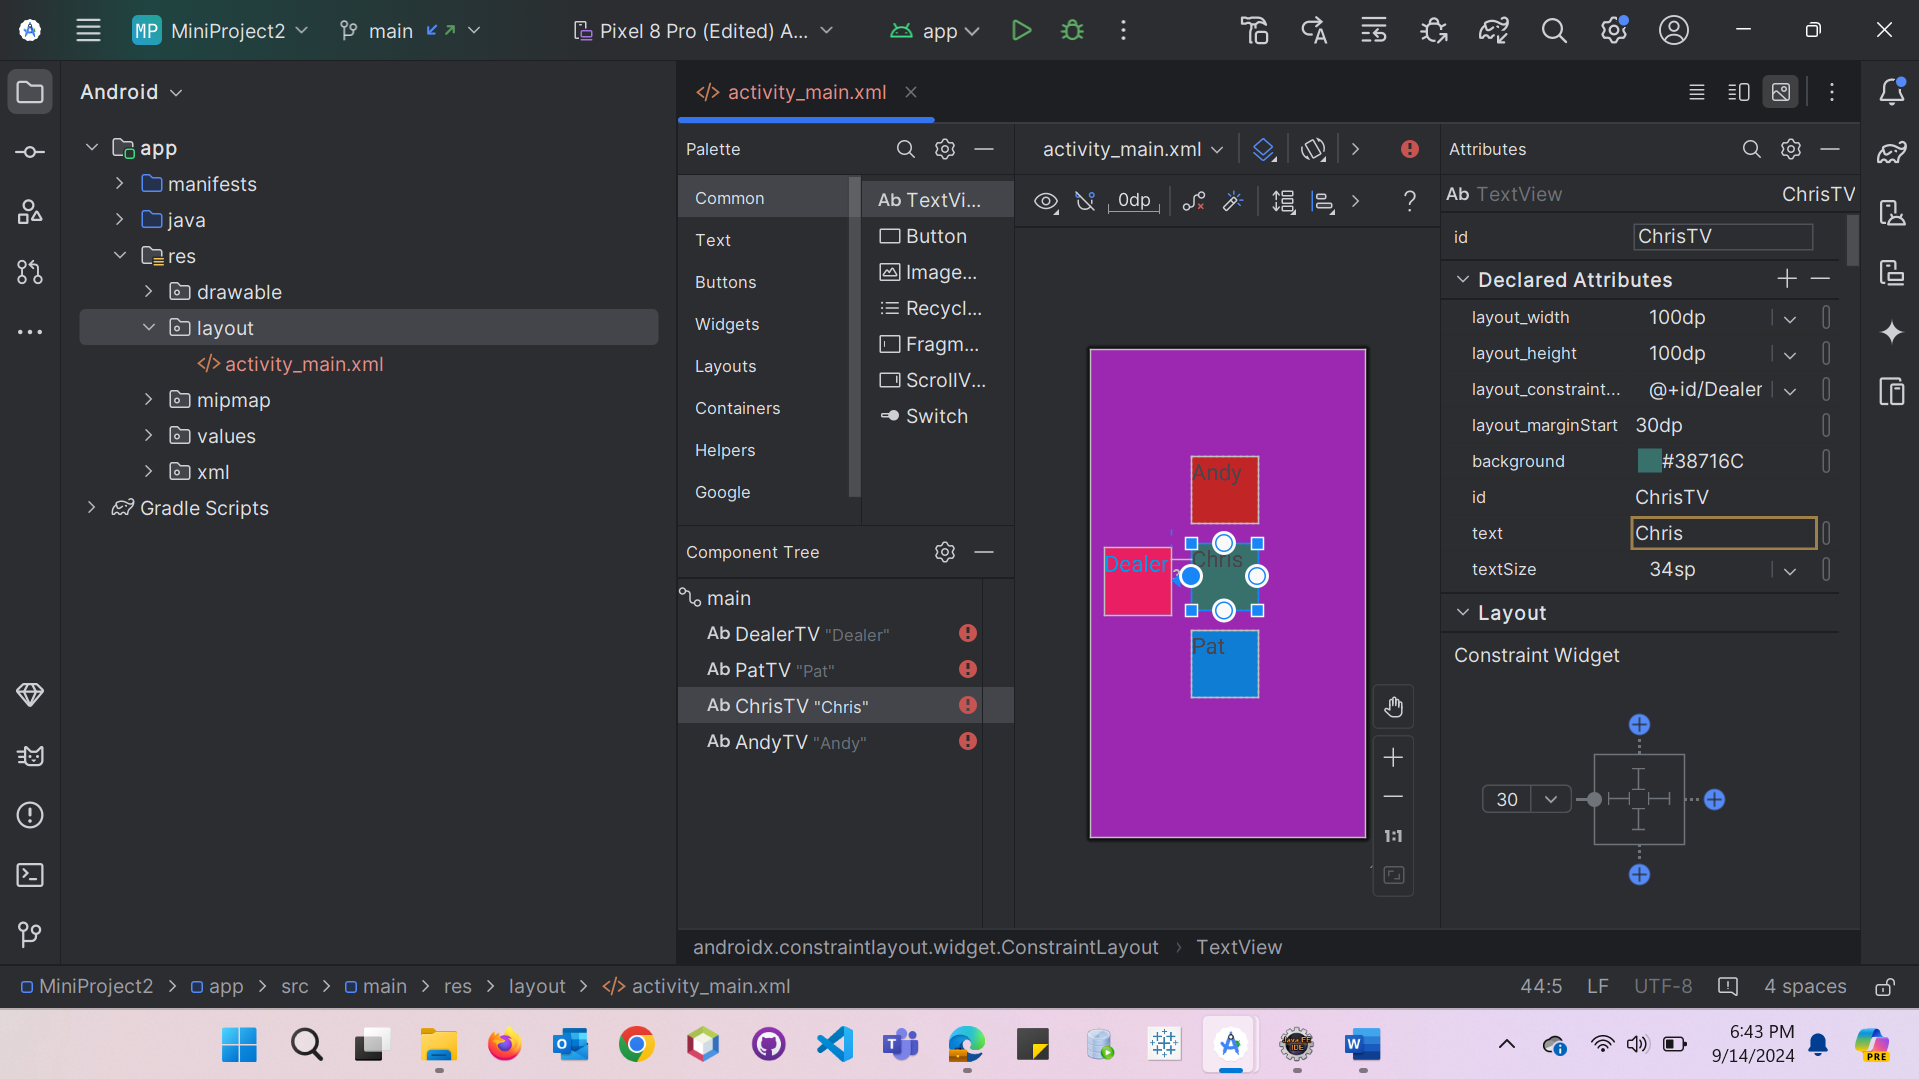 MP MiniProject2 main Pixel 8 Pro (Edited) A... app
Android
app
manifests
java
res
drawable
layout
activity_main.xml
mipmap
values
xml
Gradle Scripts
activity_main.xml
Palette
Common
Text
Buttons
Widgets
Layouts
Containers
Helpers
Google
Ab TextVi...
Button
Image...
Recycl...
Fragm...
ScrollV...
Switch
Component Tree
main
Ab DealerTV "Dealer"
Ab PatTV "Pat"
Ab ChrisTV "Chris"
Ab AndyTV "Andy"
activity_main.xml
0dp
?
Andy
Dealer
Chris
Pat
1:1
Attributes
Ab TextView ChrisTV
id ChrisTV
Declared Attributes
layout_width 100dp
layout_height 100dp
layout_constraint... @+id/Dealer
layout_marginStart 30dp
background #38716C
id ChrisTV
text Chris
textSize 34sp
Layout
Constraint Widget
30
androidx.constraintlayout.widget.ConstraintLayout › TextView
MiniProject2 > app > src > main > res > layout > activity_main.xml 44:5 LF UTF-8 4 spaces
6:43 PM
9/14/2024
PRE